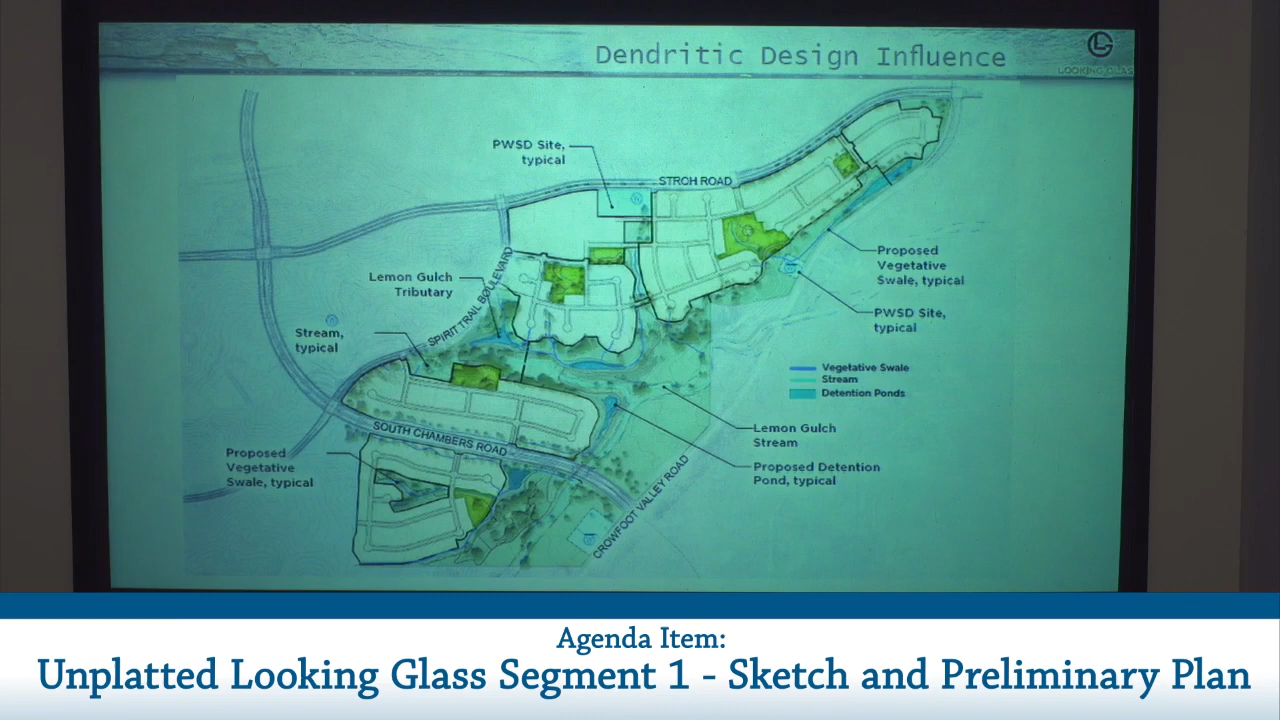 Dendritic Design Influence
LOOKING GLAS
PWSD Site,
typical
STROH ROAD
Lemon Gulch
Tributary
SPIRIT TRAIL BOULEVARD
Proposed
Vegetative
Swale, typical
Stream,
typical
PWSD Site,
typical
Vegetative Swale
Stream
Detention Ponds
SOUTH CHAMBERS ROAD
Lemon Gulch
Stream
Proposed
Vegetative
Swale, typical
Proposed Detention
Pond, typical
CROWFOOT VALLEY ROAD
Agenda Item:
Unplatted Looking Glass Segment 1 - Sketch and Preliminary Plan